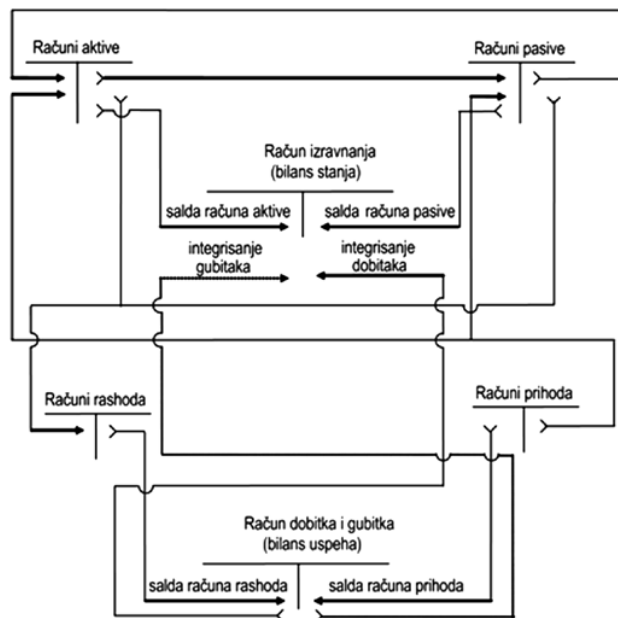 Računi aktive
Računi pasive
Račun izravnanja
(bilans stanja)
salda računa aktive
salda računa pasive
integrisanje
gubitaka
integrisanje
dobitaka
Računi rashoda
Računi prihoda
Račun dobitka i gubitka
(bilans uspeha)
salda računa rashoda
salda računa prihoda